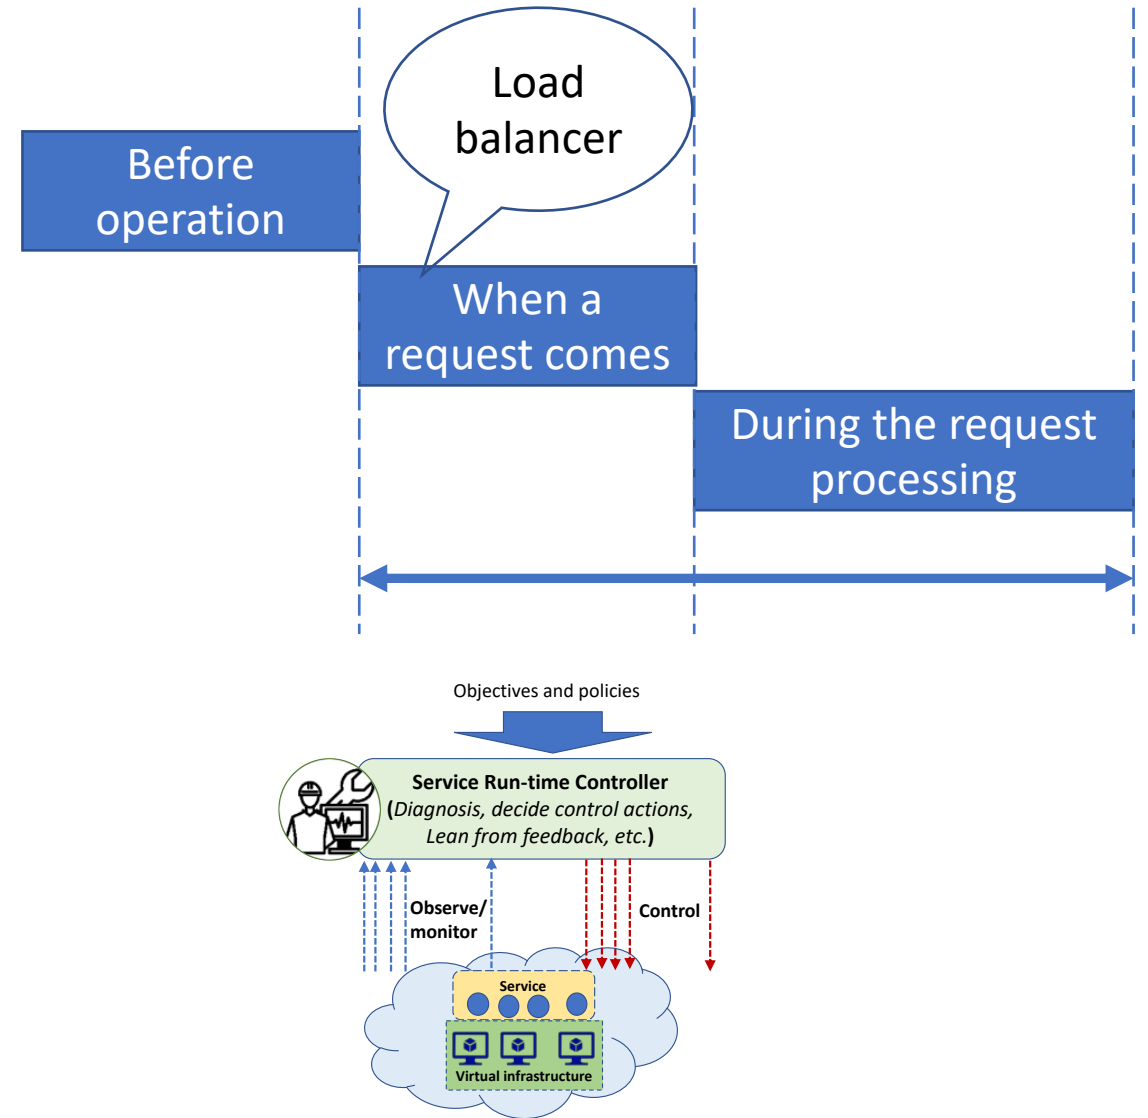 Load
balancer
Before
operation
When a
request comes
During the request
processing
Objectives and policies
Service Run-time Controller
(Diagnosis, decide control actions,
Lean from feedback, etc.)
Observe/
monitor
Control
Service
Virtual infrastructure